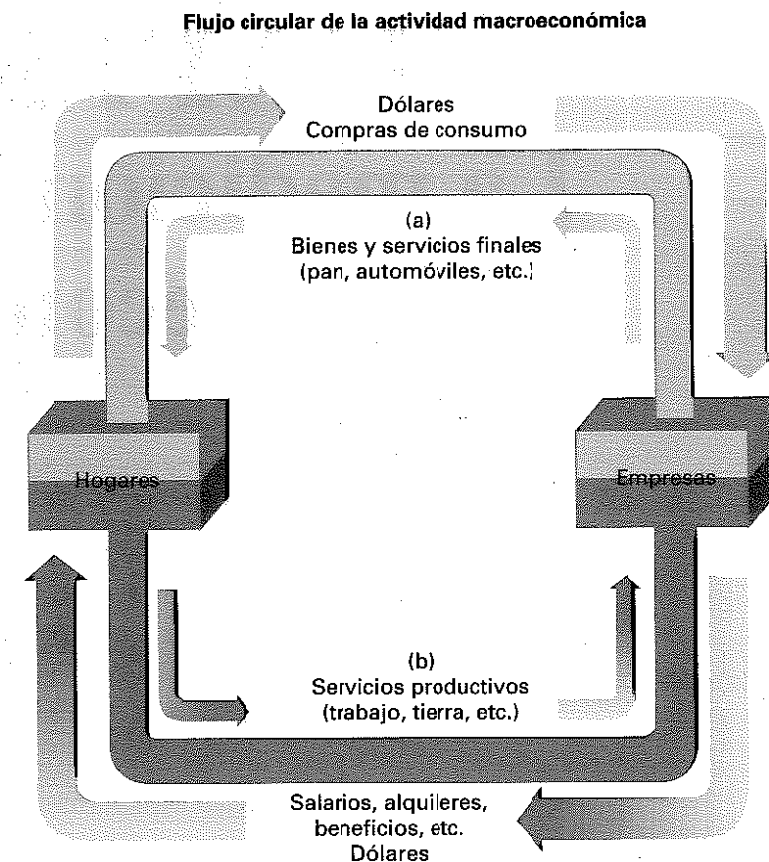 Flujo circular de la actividad macroeconómica
Dólares
Compras de consumo
(a)
Bienes y servicios finales
(pan, automóviles, etc.)
Hogares
Empresas
(b)
Servicios productivos
(trabajo, tierra, etc.)
Salarios, alquileres,
beneficios, etc.
Dólares